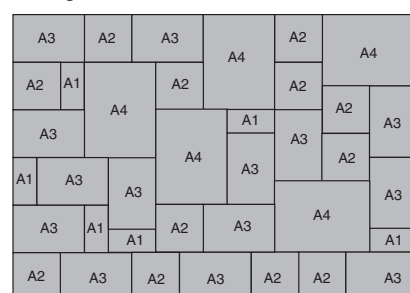 A3 A2 A3 A4 A2 A4
A2 A1 A4 A2 A2
A2 A3
A3 A4 A1 A3
A3 A2
A1 A3 A3 A3
A4
A3 A1 A2 A3
A1 A1
A2 A3 A2 A3 A2 A2 A3